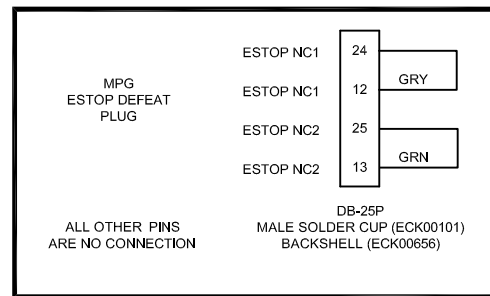 MPG
ESTOP DEFEAT
PLUG
ESTOP NC1 24
ESTOP NC1 12
GRY
ESTOP NC2 25
ESTOP NC2 13
GRN
ALL OTHER PINS
ARE NO CONNECTION
DB-25P
MALE SOLDER CUP (ECK00101)
BACKSHELL (ECK00656)